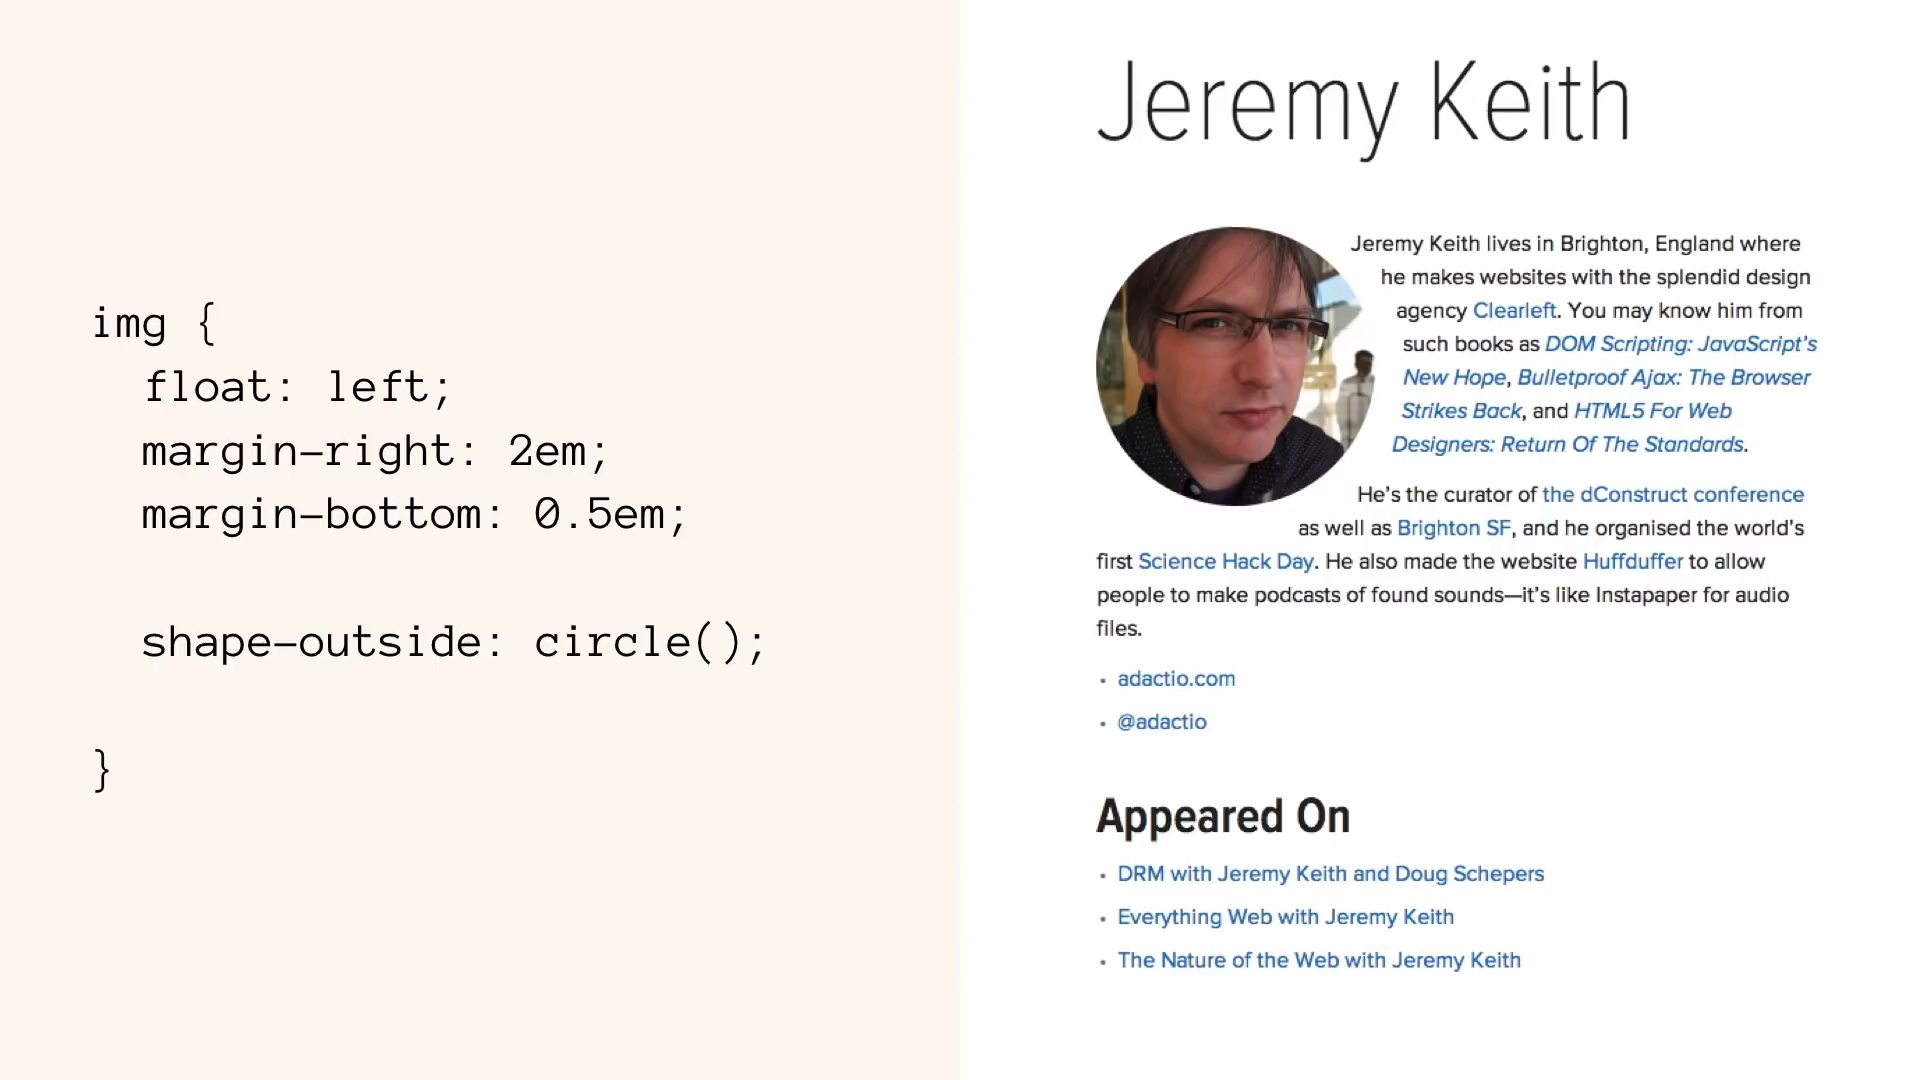 img {
float: left;
margin-right: 2em;
margin-bottom: 0.5em;
shape-outside: circle();
}
Jeremy Keith
Jeremy Keith lives in Brighton, England where
he makes websites with the splendid design
agency Clearleft. You may know him from
such books as DOM Scripting: JavaScript’s
New Hope, Bulletproof Ajax: The Browser
Strikes Back, and HTML5 For Web
Designers: Return Of The Standards.
He’s the curator of the dConstruct conference
as well as Brighton SF, and he organised the world’s
first Science Hack Day. He also made the website Huffduffer to allow
people to make podcasts of found sounds—it’s like Instapaper for audio
files.
• adactio.com
• @adactio
Appeared On
• DRM with Jeremy Keith and Doug Schepers
• Everything Web with Jeremy Keith
• The Nature of the Web with Jeremy Keith